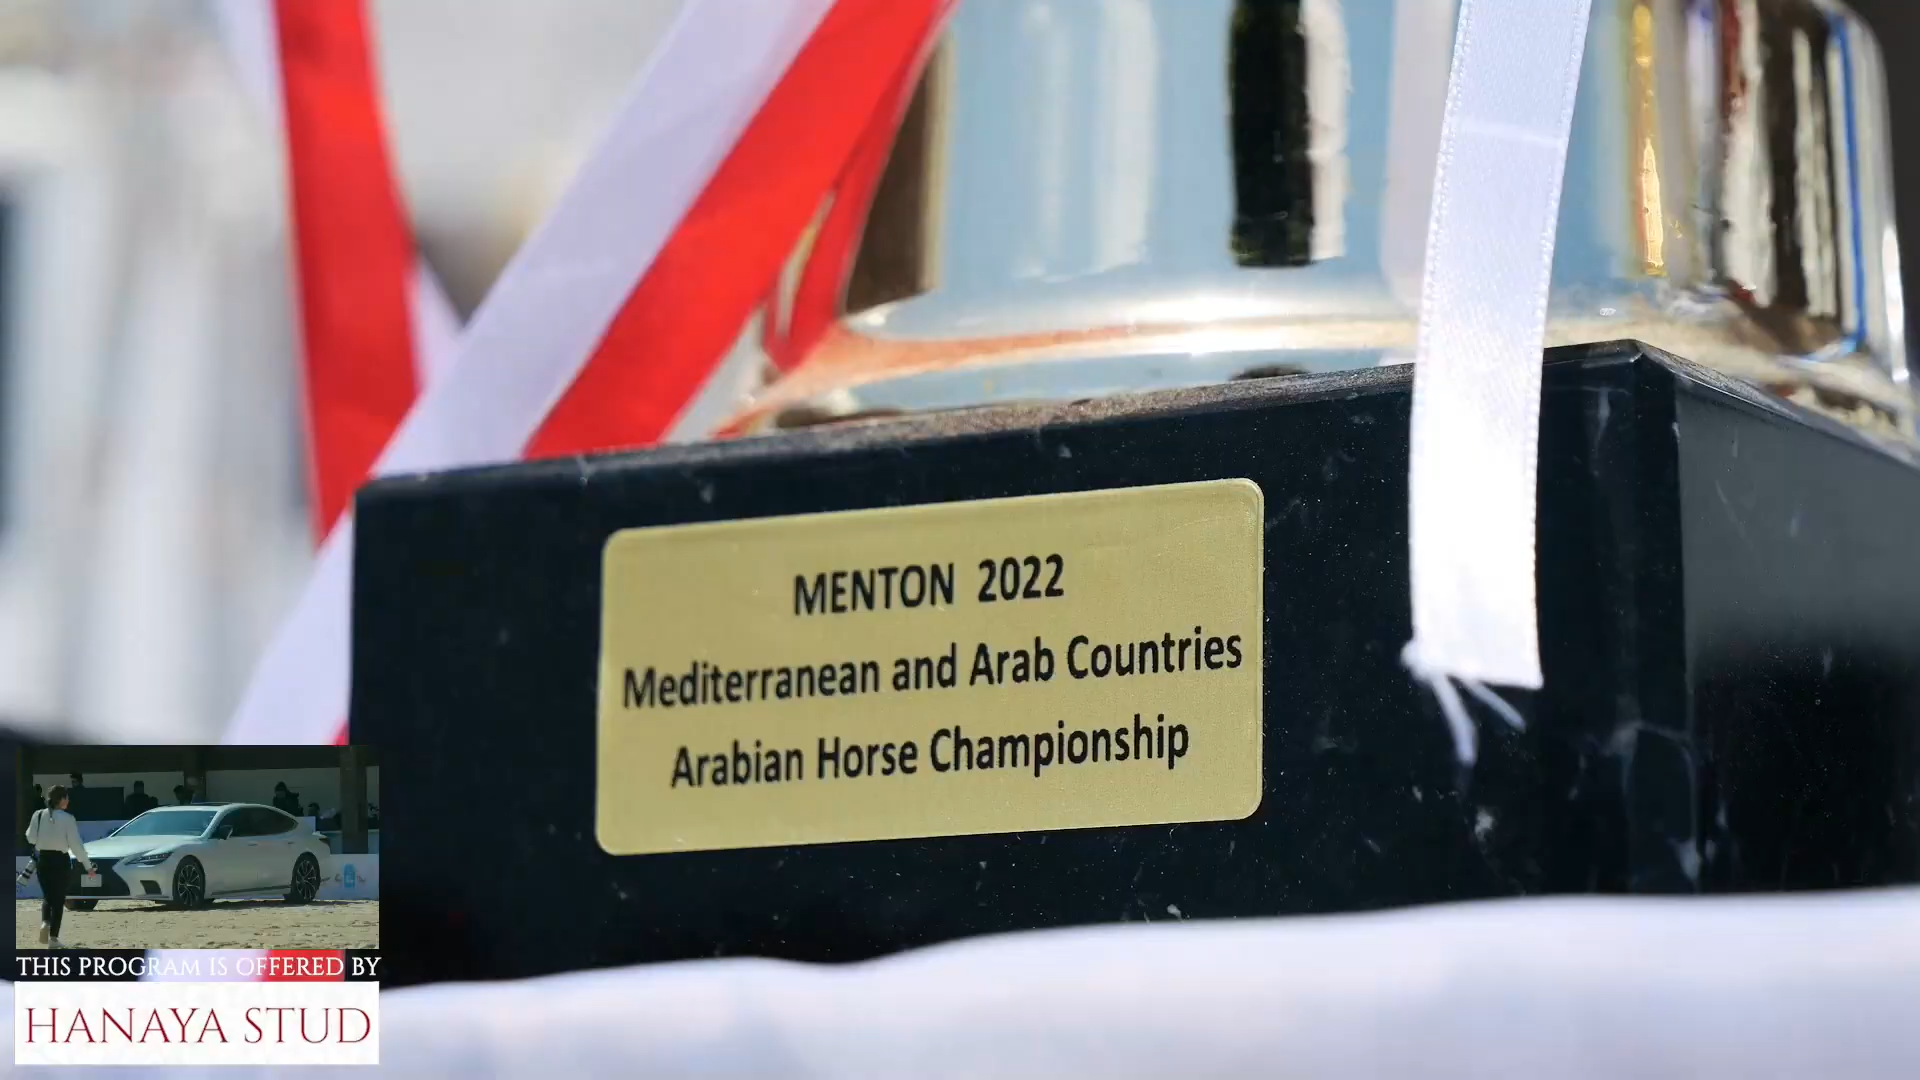 MENTON 2022
Mediterranean and Arab Countries
Arabian Horse Championship
THIS PROGRAM IS OFFERED BY
HANAYA STUD